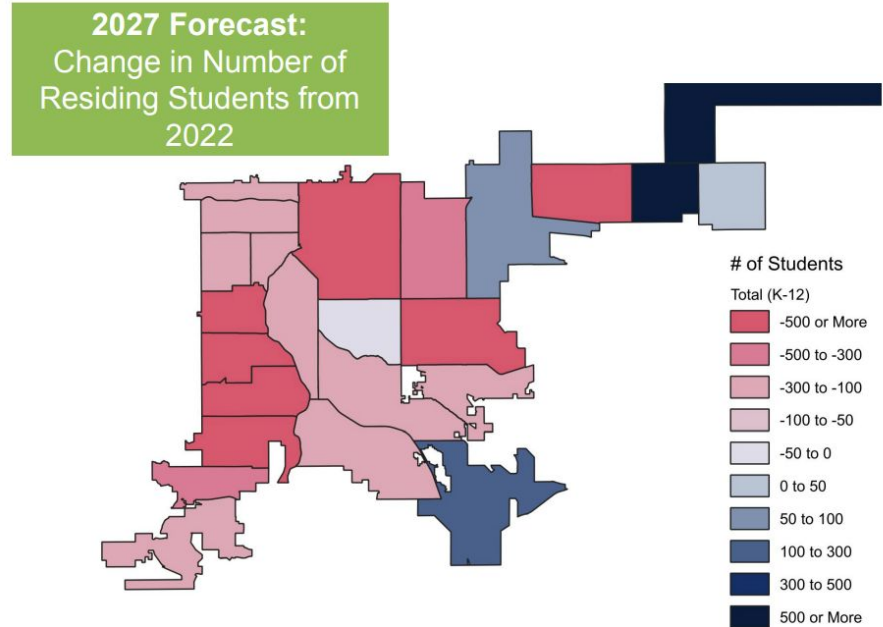 2027 Forecast:
Change in Number of
Residing Students from
2022
# of Students
Total (K-12)
-500 or More
-500 to -300
-300 to -100
-100 to -50
-50 to 0
0 to 50
50 to 100
100 to 300
300 to 500
500 or More